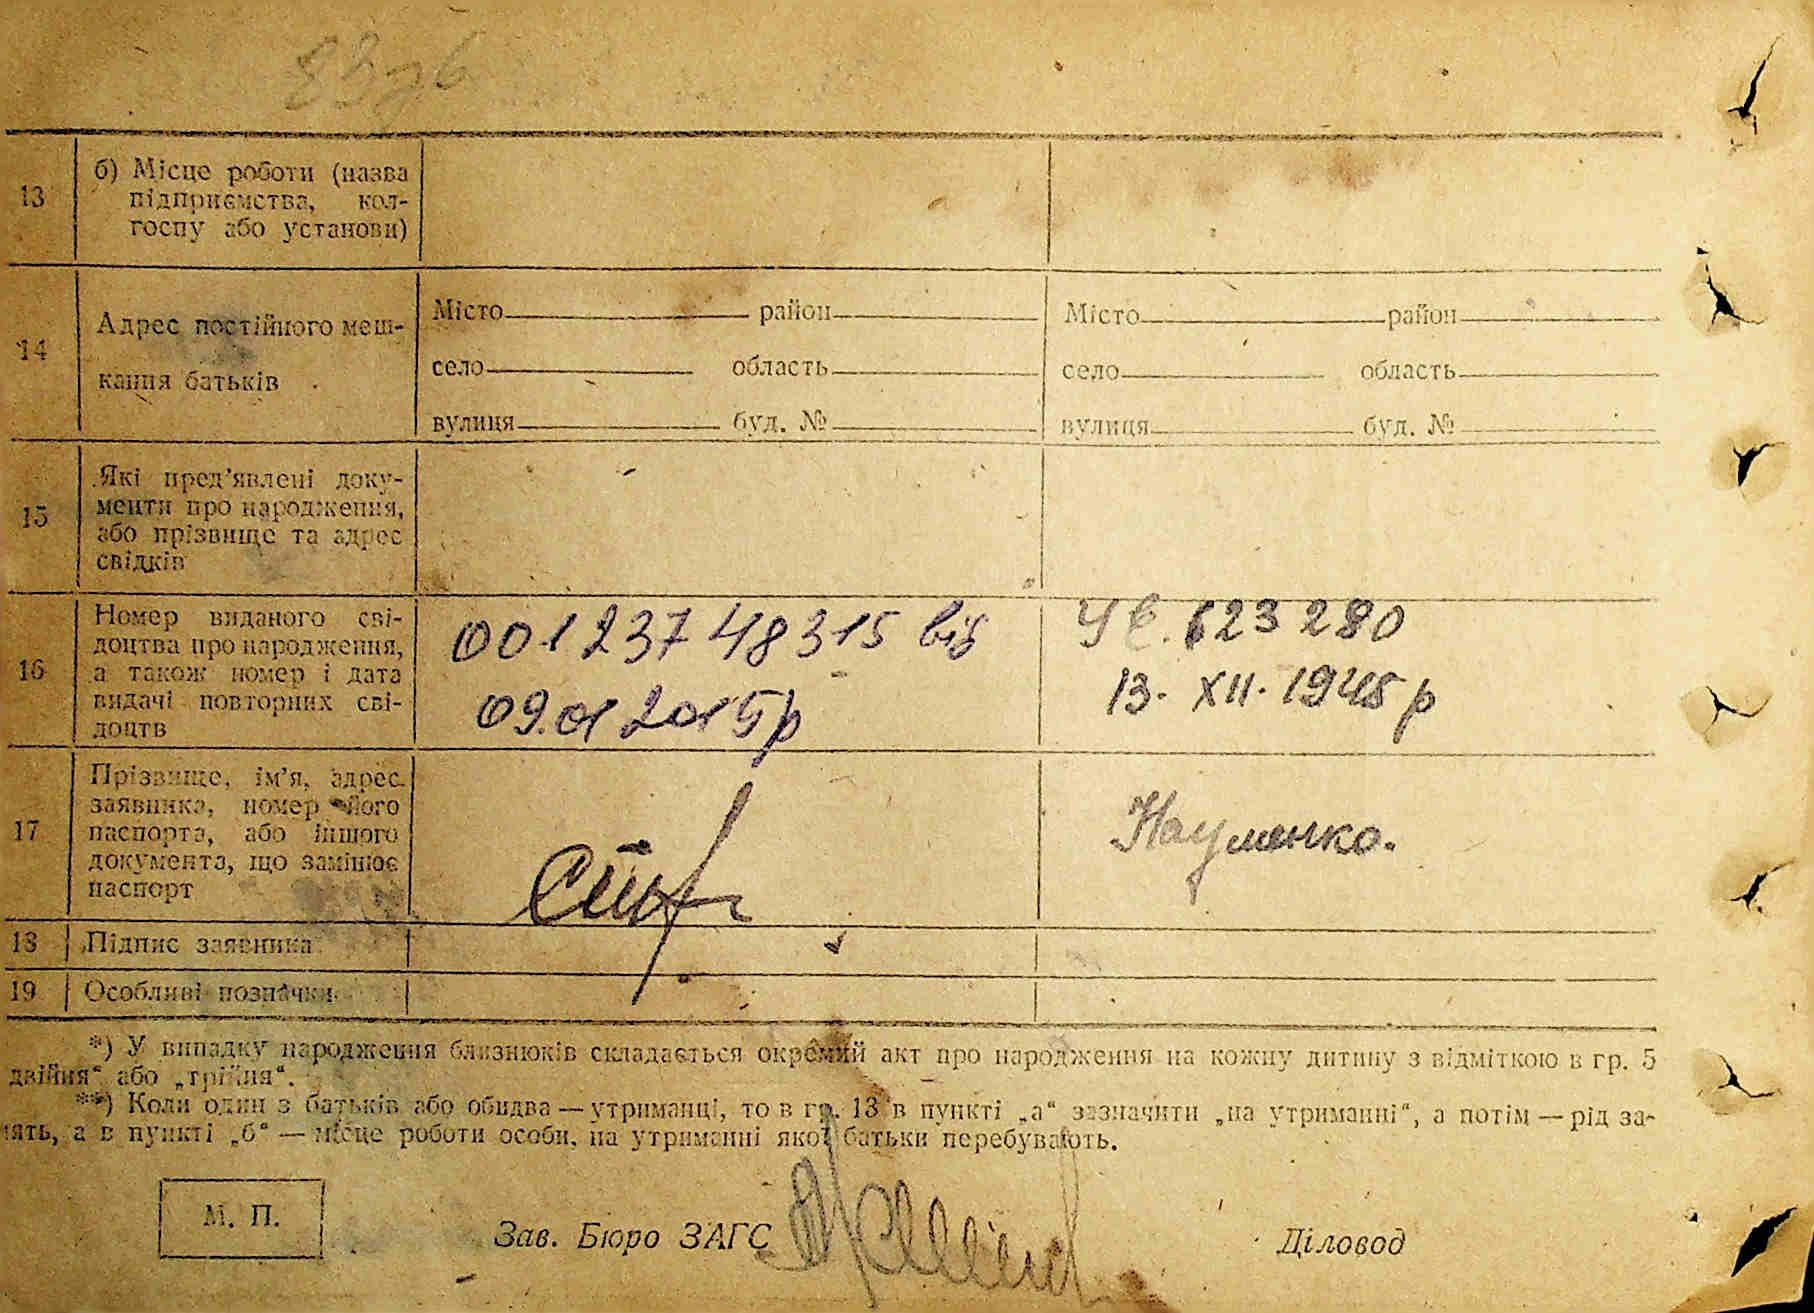 13
б) Місце роботи (назва
підприємства, кол-
госпу або установи)
14
Адрес постійного меш-
кання батьків
Місто район
село область
вулиця буд. №
Місто район
село область
вулиця буд. №
15
Які пред’явлені доку-
менти про народження,
або прізвище та адрес
свідків
16
Номер виданого сві-
доцтва про народження,
а також номер і дата
видачі повторних сві-
доцтв
00123748315 від
09.01 2015р
623280
13. XII. 1945 р
17
Прізвище, ім’я, адрес
заявника, номер його
паспорта, або іншого
документа, що замінює
паспорт
Науменко.
18
Підпис заявника
19
Особливі позначки
*) У випадку народження близнюків складається окремий акт про народження на кожну дитину з відміткою в гр. 5
двійня“ або „трійня“.
**) Коли один з батьків або обидва — утриманці, то в гр. 13 в пункті „а“ зазначити „на утриманні“, а потім — рід за-
ять, а в пункті „б“ — місце роботи особи, на утриманні якої батьки перебувають.
М. П.
Зав. Бюро ЗАГС
Діловод